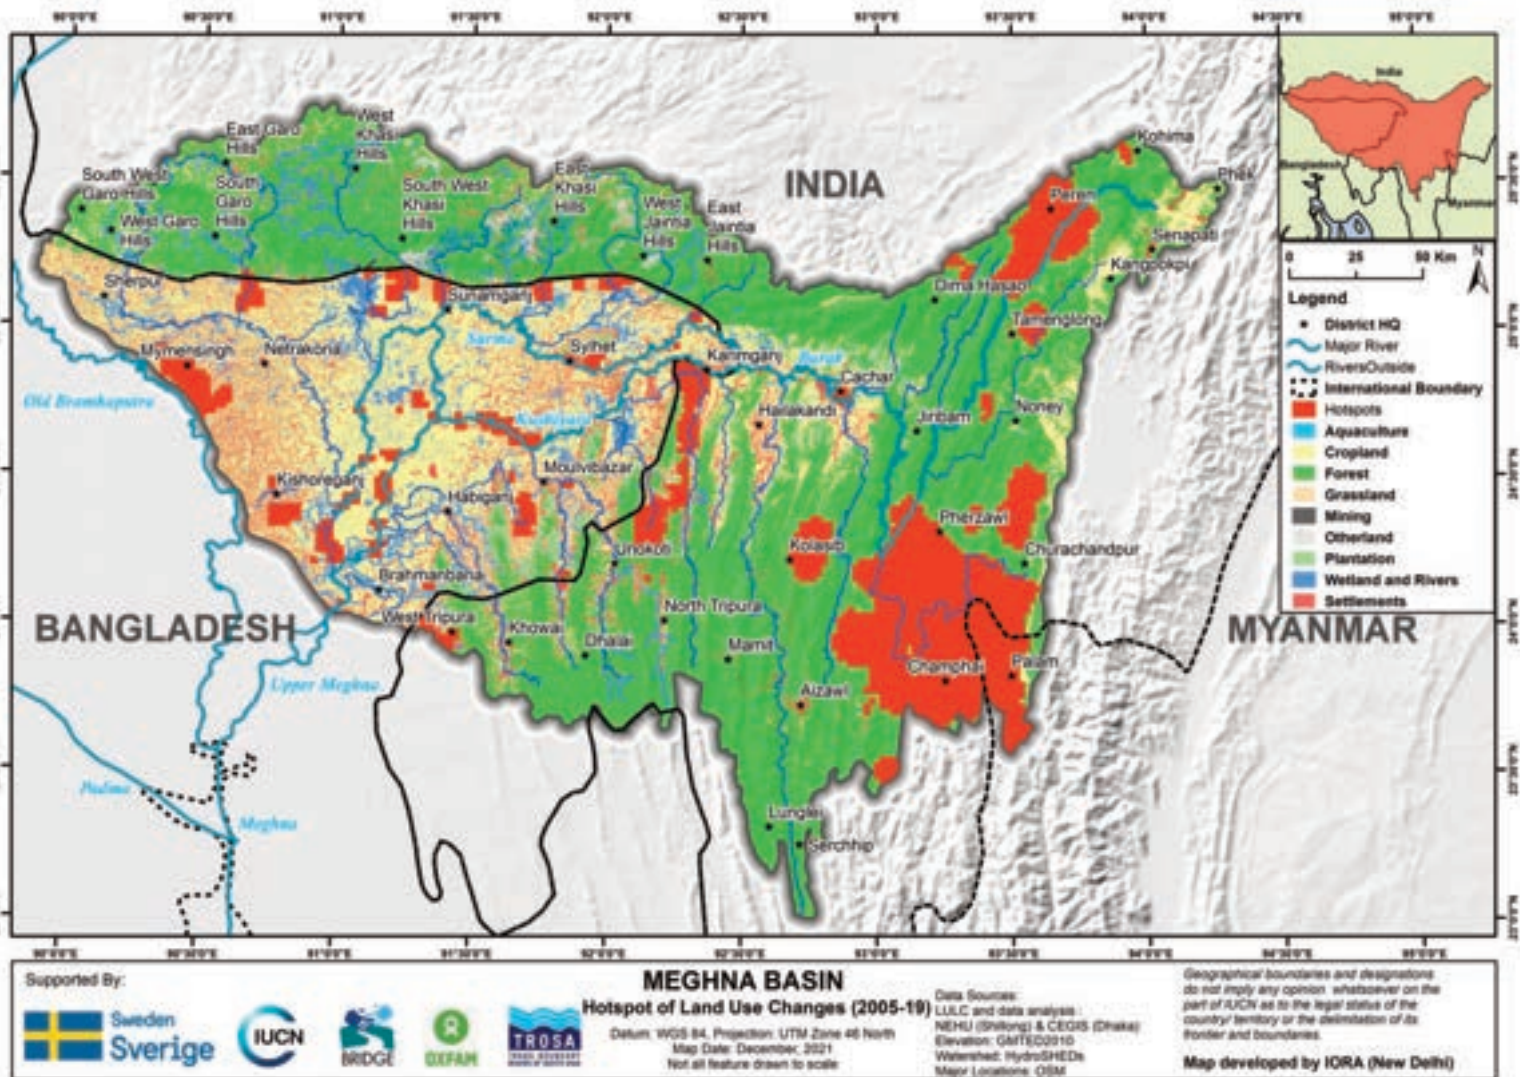 INDIA
BANGLADESH
MYANMAR
East Garo
Hills
West
Khasi
Hills
South West
Garo Hills
West Garo
Hills
South
Garo
Hills
South West
Khasi
Hills
East
Khasi
Hills
West
Jaintia
Hills
East
Jaintia
Hills
Kohima
Phek
Peren
Senapati
Kangpokpi
Dima Hasao
Tamenglong
Sherpur
Sunamganj
Mymensingh
Netrakona
Surma
Sylhet
Karimganj
Barak
Cachar
Old Bramhaputra
Kushiyara
Hailakandi
Jiribam
Noney
Kishoreganj
Moulvibazar
Habiganj
Unokoti
Kolasib
Pherzawl
Churachandpur
Brahmanbaria
West Tripura
Khowai
Dhalai
North Tripura
Mamit
Champhai
Aizawl
Upper Meghna
Padma
Meghna
Lunglei
Serchhip
India
Bangladesh
Myanmar
0 25 50 Km
N
Legend
District HQ
Major River
RiversOutside
International Boundary
Hotspots
Aquaculture
Cropland
Forest
Grassland
Mining
Otherland
Plantation
Wetland and Rivers
Settlements
Supported By:
Sweden
Sverige
IUCN
BRIDGE
OXFAM
TROSA
MEGHNA BASIN
Hotspot of Land Use Changes (2005-19)
Datum: WGS 84, Projection: UTM Zone 46 North
Map Date: December, 2021
Not all feature drawn to scale
Data Sources:
LULC and data analysis :
NEHU (Shillong) & CEGIS (Dhaka)
Elevation: GMTED2010
Watershed: HydroSHEDs
Major Locations: OSM
Geographical boundaries and designations
do not imply any opinion whatsoever on the
part of IUCN as to the legal status of the
country/ territory or the delimitation of its
frontier and boundaries.
Map developed by IORA (New Delhi)